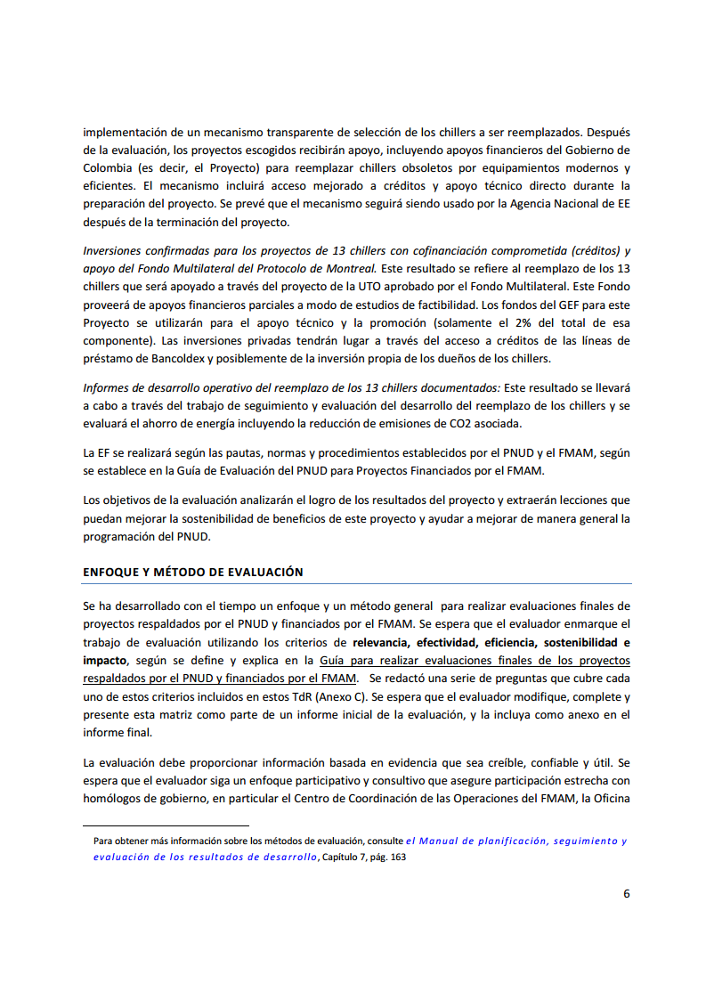 implementación de un mecanismo transparente de selección de los chillers a ser reemplazados. Después
de la evaluación, los proyectos escogidos recibirán apoyo, incluyendo apoyos financieros del Gobierno de
Colombia (es decir, el Proyecto) para reemplazar chillers obsoletos por equipamientos modernos y
eficientes. El mecanismo incluirá acceso mejorado a créditos y apoyo técnico directo durante la
preparación del proyecto. Se prevé que el mecanismo seguirá siendo usado por la Agencia Nacional de EE
después de la terminación del proyecto.
Inversiones confirmadas para los proyectos de 13 chillers con cofinanciación comprometida (créditos) y
apoyo del Fondo Multilateral del Protocolo de Montreal. Este resultado se refiere al reemplazo de los 13
chillers que será apoyado a través del proyecto de la UTO aprobado por el Fondo Multilateral. Este Fondo
proveerá de apoyos financieros parciales a modo de estudios de factibilidad. Los fondos del GEF para este
Proyecto se utilizarán para el apoyo técnico y la promoción (solamente el 2% del total de esa
componente). Las inversiones privadas tendrán lugar a través del acceso a créditos de las líneas de
préstamo de Bancoldex y posiblemente de la inversión propia de los dueños de los chillers.
Informes de desarrollo operativo del reemplazo de los 13 chillers documentados: Este resultado se llevará
a cabo a través del trabajo de seguimiento y evaluación del desarrollo del reemplazo de los chillers y se
evaluará el ahorro de energía incluyendo la reducción de emisiones de CO2 asociada.
La EF se realizará según las pautas, normas y procedimientos establecidos por el PNUD y el FMAM, según
se establece en la Guía de Evaluación del PNUD para Proyectos Financiados por el FMAM.
Los objetivos de la evaluación analizarán el logro de los resultados del proyecto y extraerán lecciones que
puedan mejorar la sostenibilidad de beneficios de este proyecto y ayudar a mejorar de manera general la
programación del PNUD.
ENFOQUE Y MÉTODO DE EVALUACIÓN
Se ha desarrollado con el tiempo un enfoque y un método general para realizar evaluaciones finales de
proyectos respaldados por el PNUD y financiados por el FMAM. Se espera que el evaluador enmarque el
trabajo de evaluación utilizando los criterios de relevancia, efectividad, eficiencia, sostenibilidad e
impacto, según se define y explica en la Guía para realizar evaluaciones finales de los proyectos
respaldados por el PNUD y financiados por el FMAM. Se redactó una serie de preguntas que cubre cada
uno de estos criterios incluidos en estos TdR (Anexo C). Se espera que el evaluador modifique, complete y
presente esta matriz como parte de un informe inicial de la evaluación, y la incluya como anexo en el
informe final.
La evaluación debe proporcionar información basada en evidencia que sea creíble, confiable y útil. Se
espera que el evaluador siga un enfoque participativo y consultivo que asegure participación estrecha con
homólogos de gobierno, en particular el Centro de Coordinación de las Operaciones del FMAM, la Oficina
Para obtener más información sobre los métodos de evaluación, consulte el Manual de planificación, seguimiento y
evaluación de los resultados de desarrollo, Capítulo 7, pág. 163
6